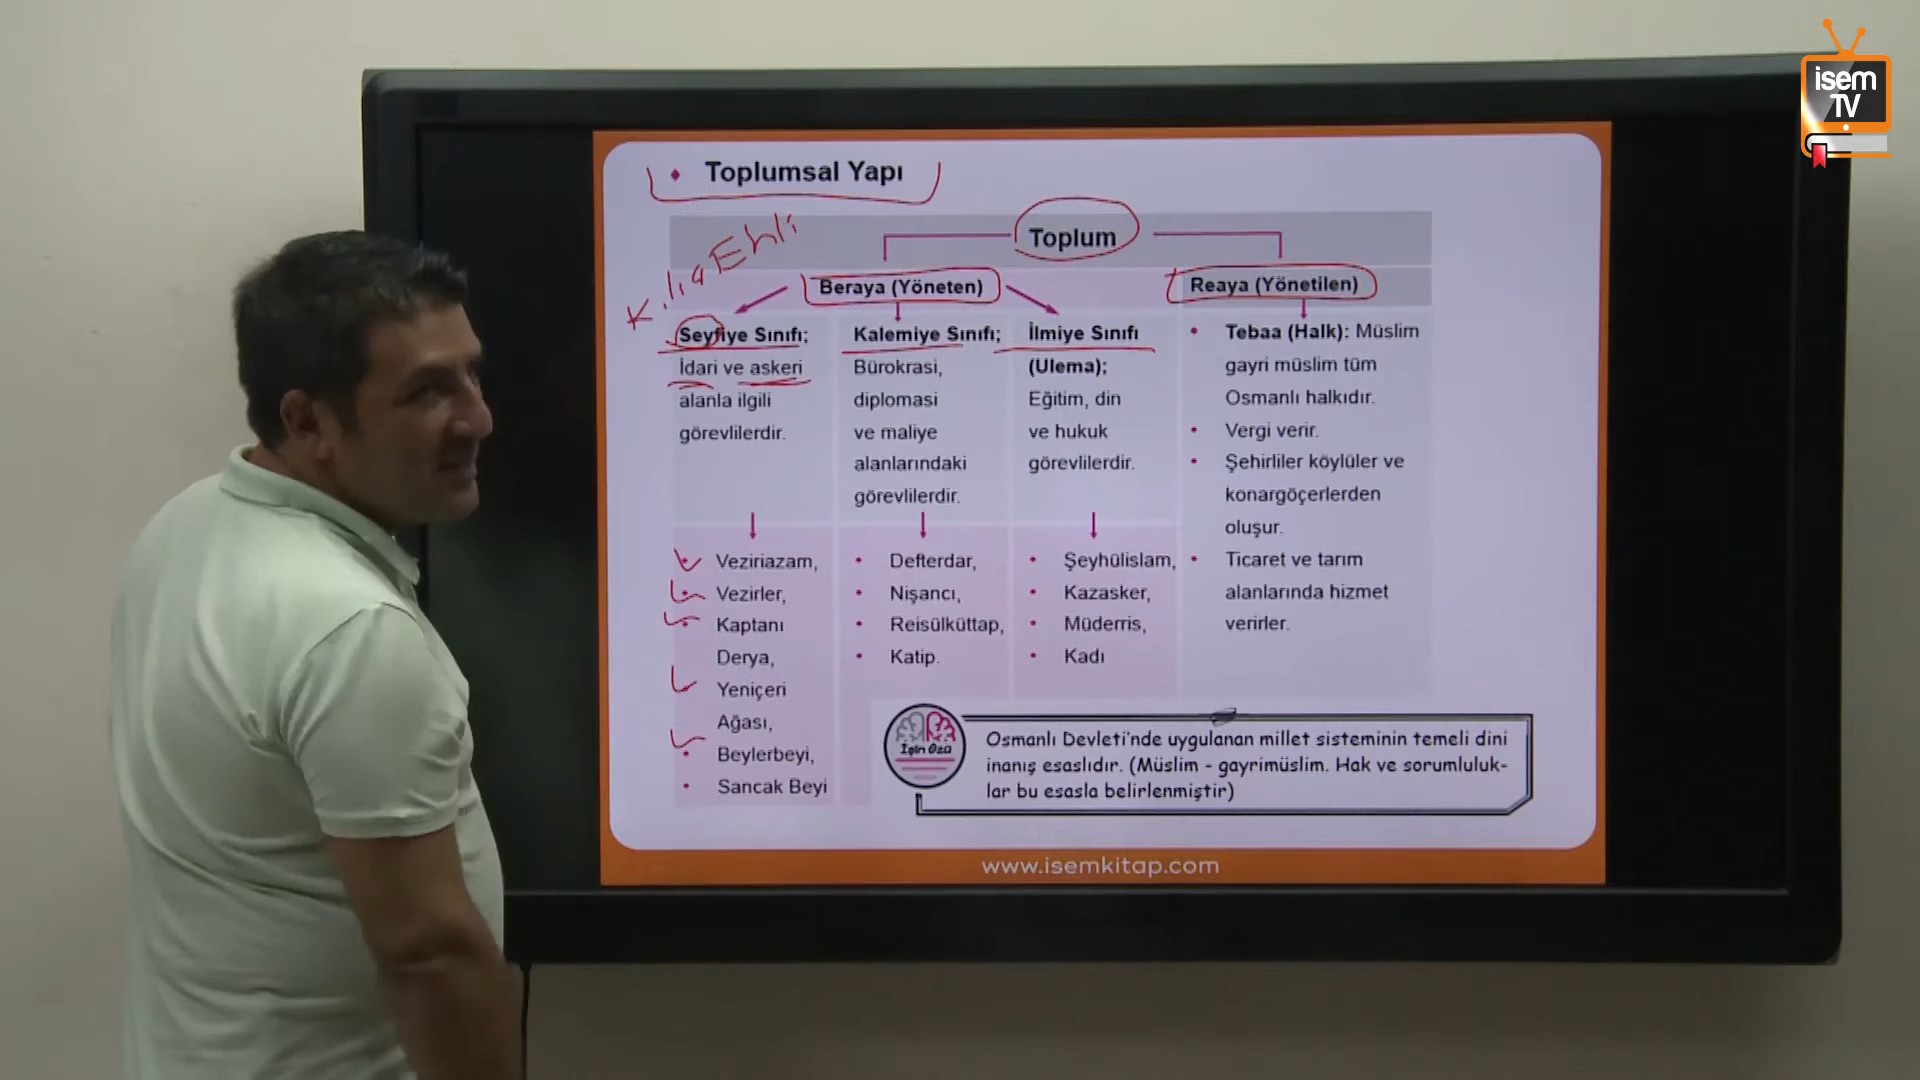 isem
TV
Toplumsal Yapı
Kılıç Ehli
Toplum
Beraya (Yöneten)
Reaya (Yönetilen)
Seyfiye Sınıfı;
İdari ve askeri
alanla ilgili
görevlilerdir.
Veziriazam,
Vezirler,
Kaptanı
Derya,
Yeniçeri
Ağası,
Beylerbeyi,
Sancak Beyi
Kalemiye Sınıfı;
Bürokrasi,
diplomasi
ve maliye
alanlarındaki
görevlilerdir.
Defterdar,
Nişancı,
Reisülküttap,
Katip.
İlmiye Sınıfı
(Ulema);
Eğitim, din
ve hukuk
görevlilerdir.
Şeyhülislam,
Kazasker,
Müderris,
Kadı
Tebaa (Halk): Müslim
gayri müslim tüm
Osmanlı halkıdır.
Vergi verir.
Şehirliler köylüler ve
konargöçerlerden
oluşur.
Ticaret ve tarım
alanlarında hizmet
verirler.
İşin Özü
Osmanlı Devleti'nde uygulanan millet sisteminin temeli dini
inanış esaslıdır. (Müslim - gayrimüslim. Hak ve sorumluluk-
lar bu esasla belirlenmiştir)
www.isemkitap.com